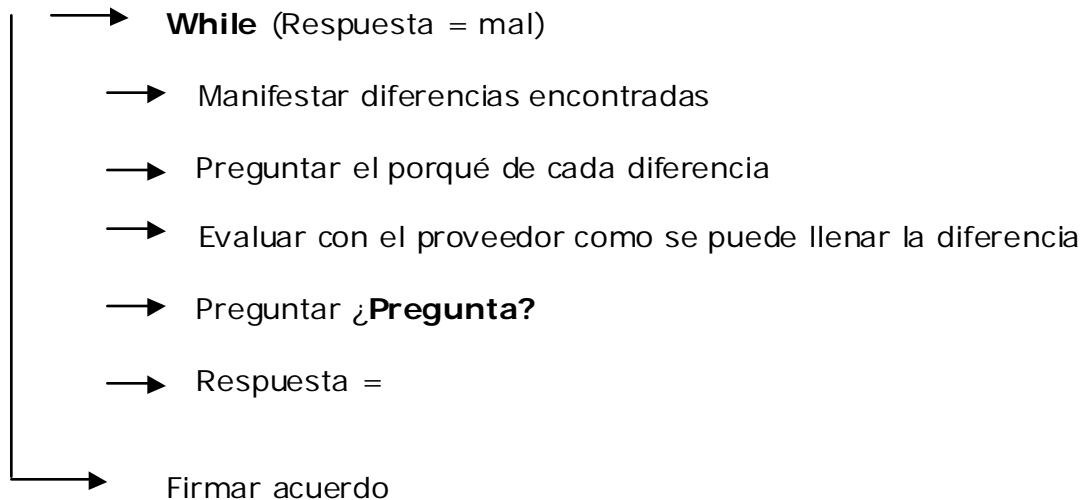 While (Respuesta = mal)
Manifestar diferencias encontradas
Preguntar el porqué de cada diferencia
Evaluar con el proveedor como se puede llenar la diferencia
Preguntar ¿Pregunta?
Respuesta =
Firmar acuerdo